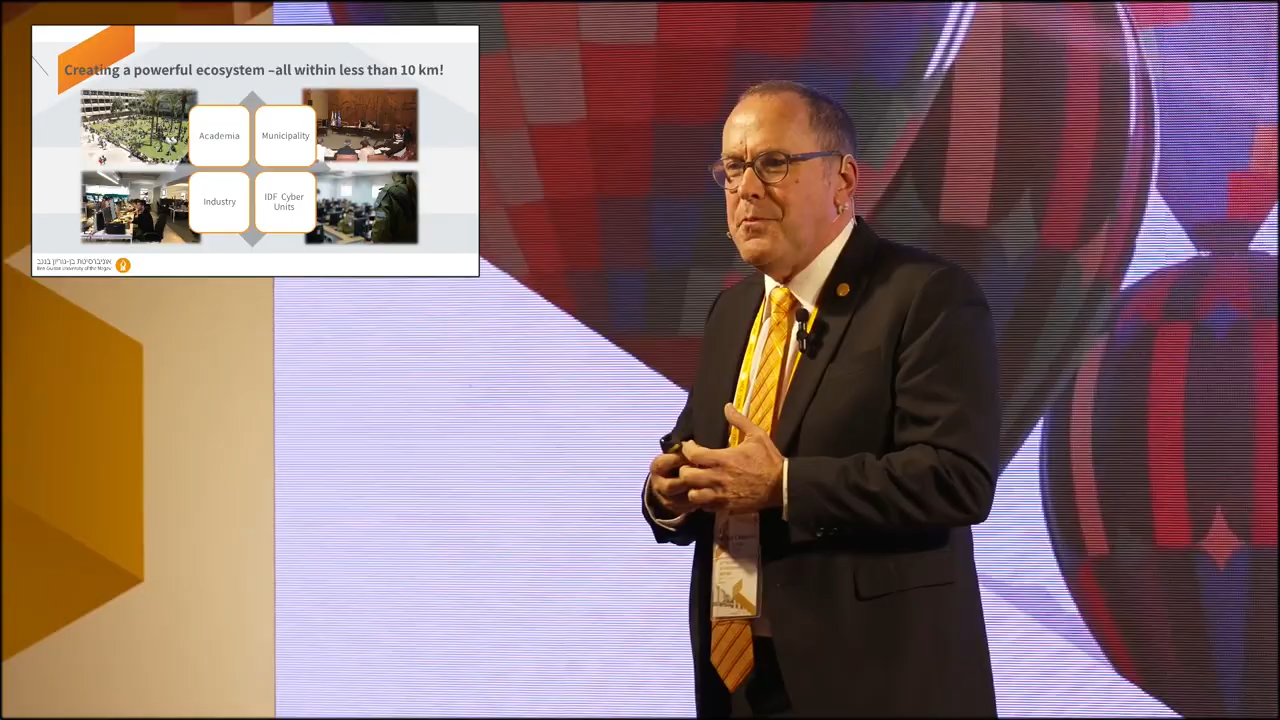 Creating a powerful ecosystem –all within less than 10 km!
Academia
Municipality
Industry
IDF Cyber
Units
אוניברסיטת בן-גוריון בנגב
Ben-Gurion University of the Negev